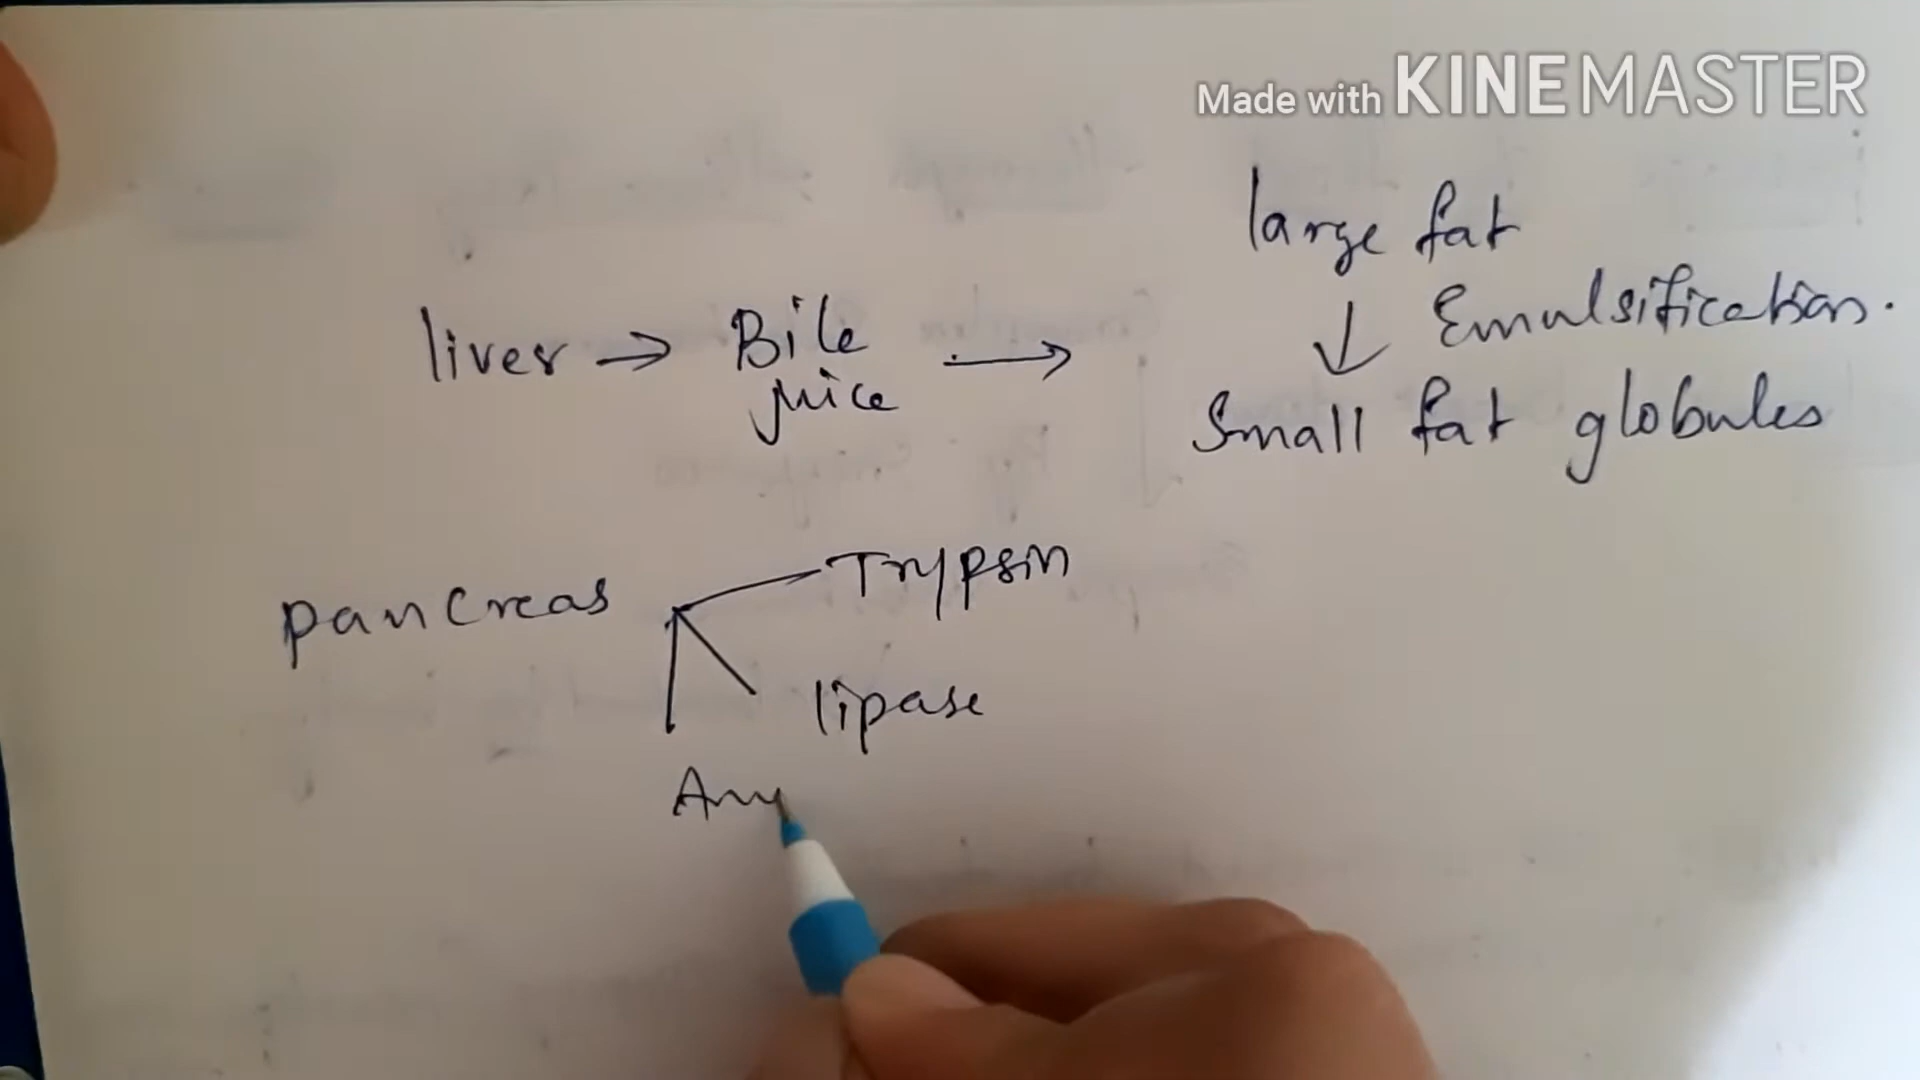 Made with KINEMASTER
large fat
Emulsification.
liver → Bile juice →
↓
Small fat globules
pancreas
Trypsin
lipase
Amy